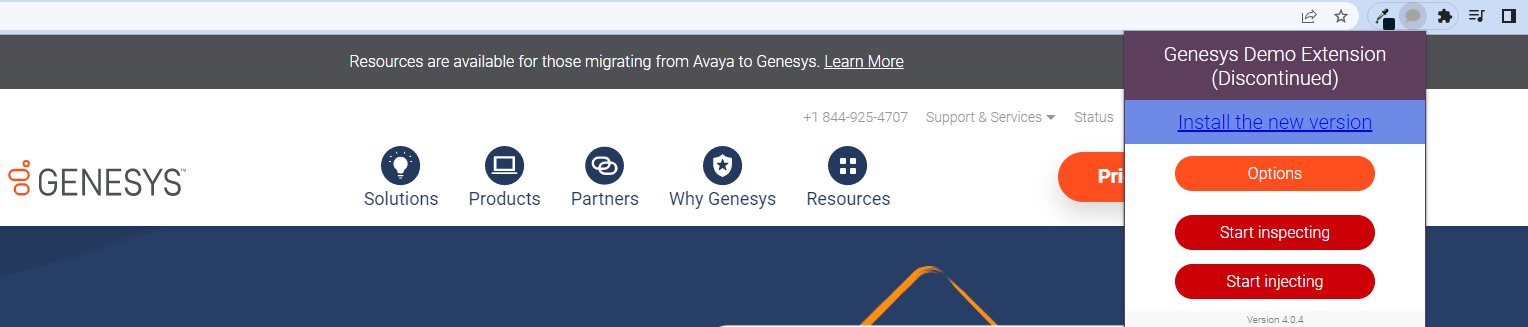 Resources are available for those migrating from Avaya to Genesys. Learn More
Genesys Demo Extension
(Discontinued)
Install the new version
Options
Start inspecting
Start injecting
Version 4.0.4
+1 844-925-4707 Support & Services Status
GENESYS™
Solutions Products Partners Why Genesys Resources